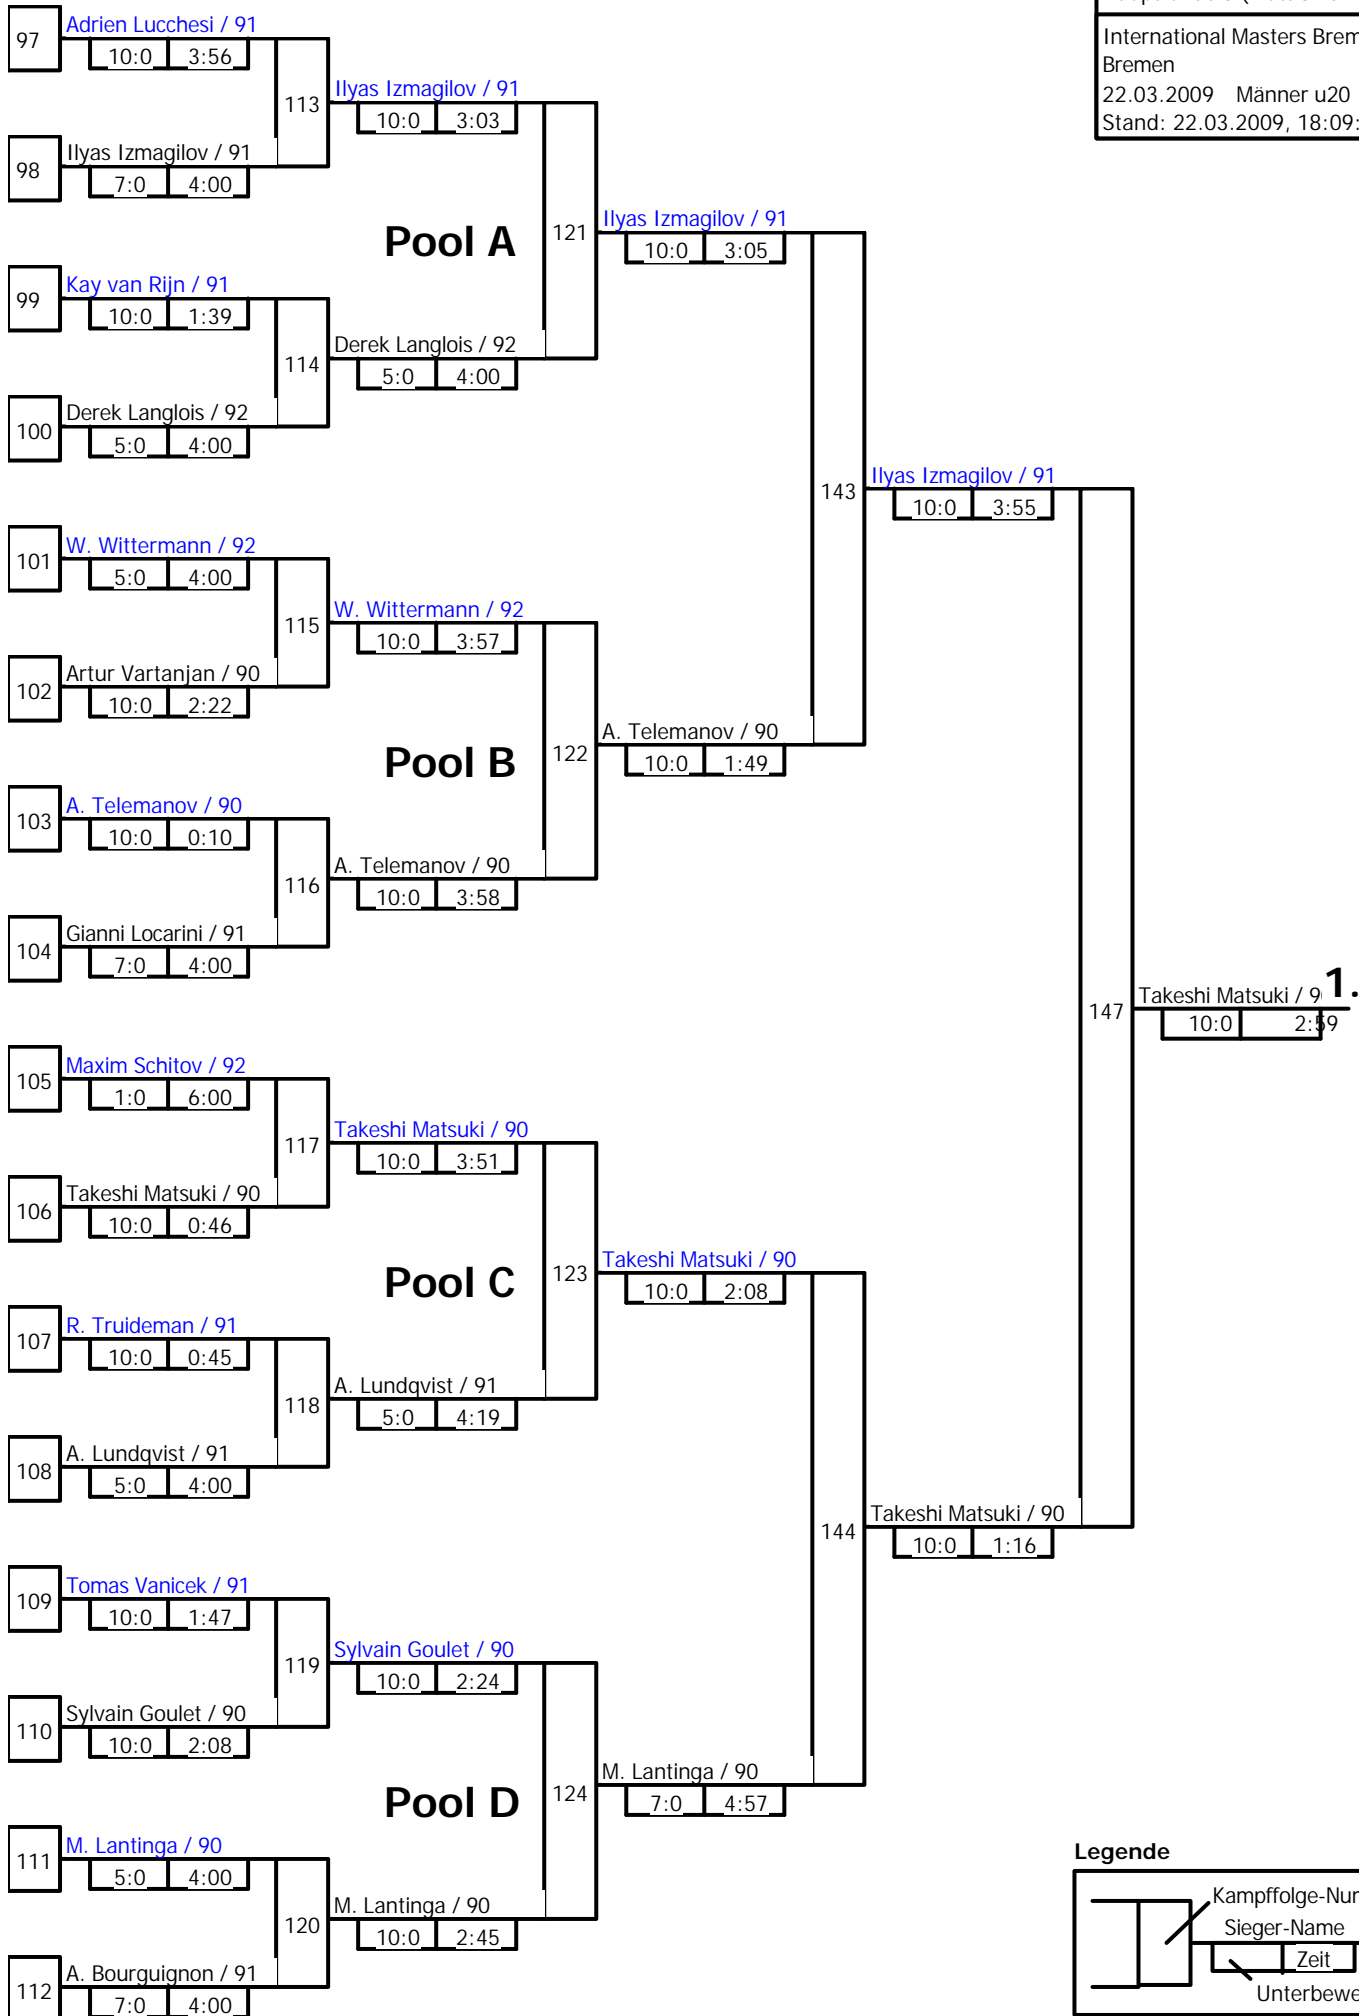 International Masters Brem
Bremen
22.03.2009 Männer u20
Stand: 22.03.2009, 18:09:
97
Adrien Lucchesi / 91
10:0 3:56
113
Ilyas Izmagilov / 91
10:0 3:03
98
Ilyas Izmagilov / 91
7:0 4:00
Pool A
121
Ilyas Izmagilov / 91
10:0 3:05
99
Kay van Rijn / 91
10:0 1:39
114
Derek Langlois / 92
5:0 4:00
100
Derek Langlois / 92
5:0 4:00
143
Ilyas Izmagilov / 91
10:0 3:55
101
W. Wittermann / 92
5:0 4:00
115
W. Wittermann / 92
10:0 3:57
102
Artur Vartanjan / 90
10:0 2:22
Pool B
122
A. Telemanov / 90
10:0 1:49
103
A. Telemanov / 90
10:0 0:10
116
A. Telemanov / 90
10:0 3:58
104
Gianni Locarini / 91
7:0 4:00
147
Takeshi Matsuki / 9
1.
10:0 2:59
105
Maxim Schitov / 92
1:0 6:00
117
Takeshi Matsuki / 90
10:0 3:51
106
Takeshi Matsuki / 90
10:0 0:46
Pool C
123
Takeshi Matsuki / 90
10:0 2:08
107
R. Truideman / 91
10:0 0:45
118
A. Lundqvist / 91
5:0 4:19
108
A. Lundqvist / 91
5:0 4:00
144
Takeshi Matsuki / 90
10:0 1:16
109
Tomas Vanicek / 91
10:0 1:47
119
Sylvain Goulet / 90
10:0 2:24
110
Sylvain Goulet / 90
10:0 2:08
Pool D
124
M. Lantinga / 90
7:0 4:57
111
M. Lantinga / 90
5:0 4:00
120
M. Lantinga / 90
10:0 2:45
112
A. Bourguignon / 91
7:0 4:00
Legende
Kampffolge-Nur
Sieger-Name
Zeit
Unterbewe